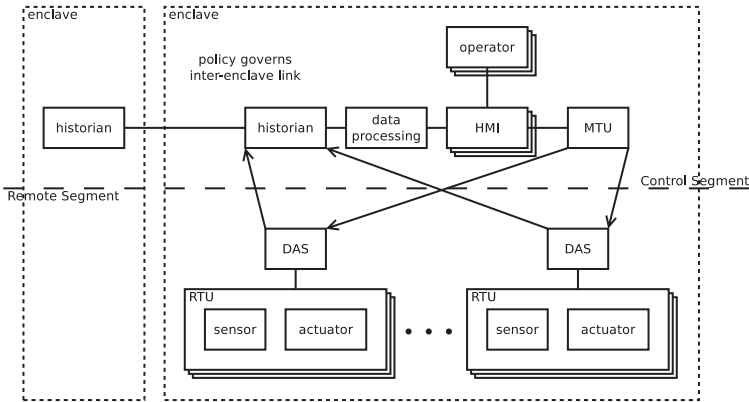 enclave
enclave
operator
policy governs
inter-enclave link
historian
historian
data
processing
HMI
MTU
Remote Segment
Control Segment
DAS
DAS
RTU
RTU
sensor
actuator
sensor
actuator